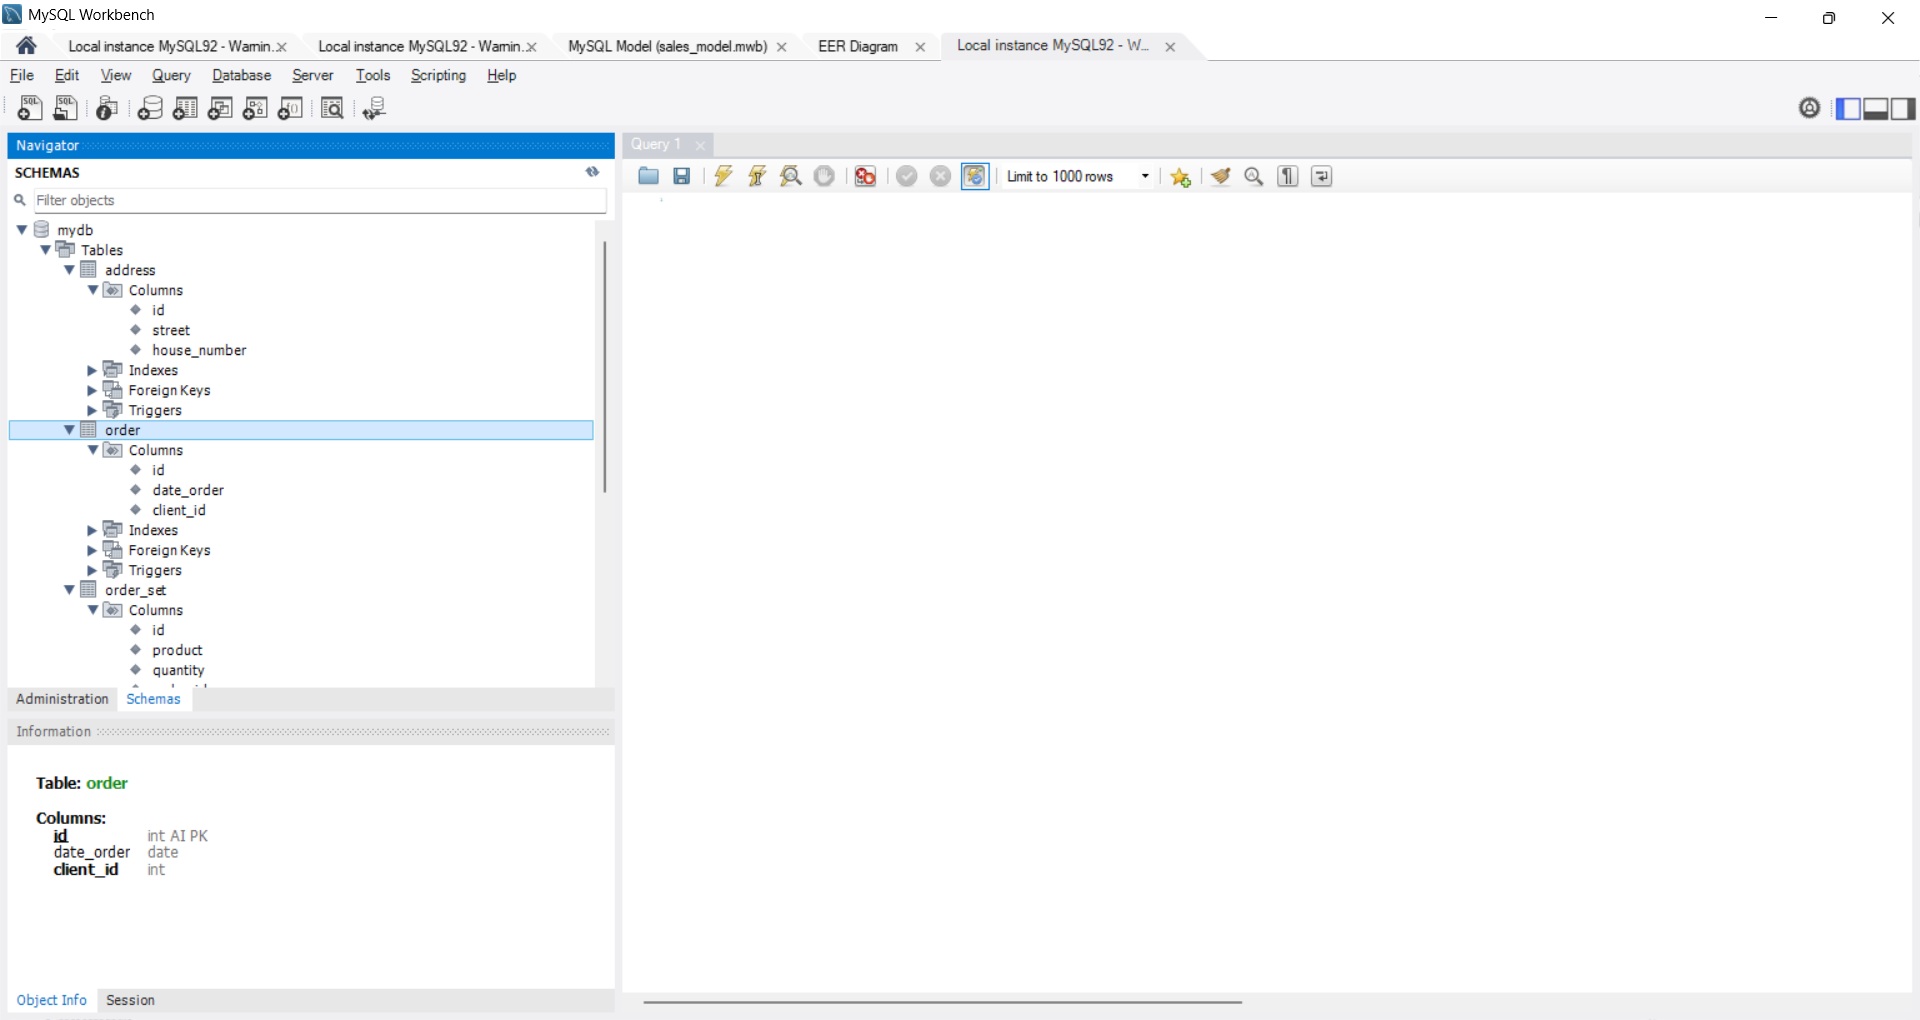 MySQL Workbench
Local instance MySQL92 - Warnin.
Local instance MySQL92 - Warnin.
MySQL Model (sales_model.mwb)
EER Diagram
Local instance MySQL92 - W...
File Edit View Query Database Server Tools Scripting Help
Navigator
Query 1
SCHEMAS
Limit to 1000 rows
Filter objects
mydb
Tables
address
Columns
id
street
house_number
Indexes
Foreign Keys
Triggers
order
Columns
id
date_order
client_id
Indexes
Foreign Keys
Triggers
order_set
Columns
id
product
quantity
Administration Schemas
Information
Table: order
Columns:
id int AI PK
date_order date
client_id int
Object Info Session